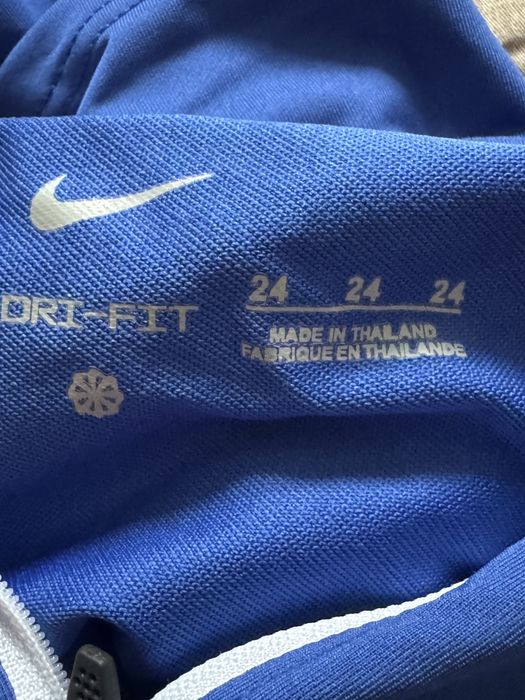 DRI-FIT
24 24 24
MADE IN THAILAND
FABRIQUE EN THAILANDE